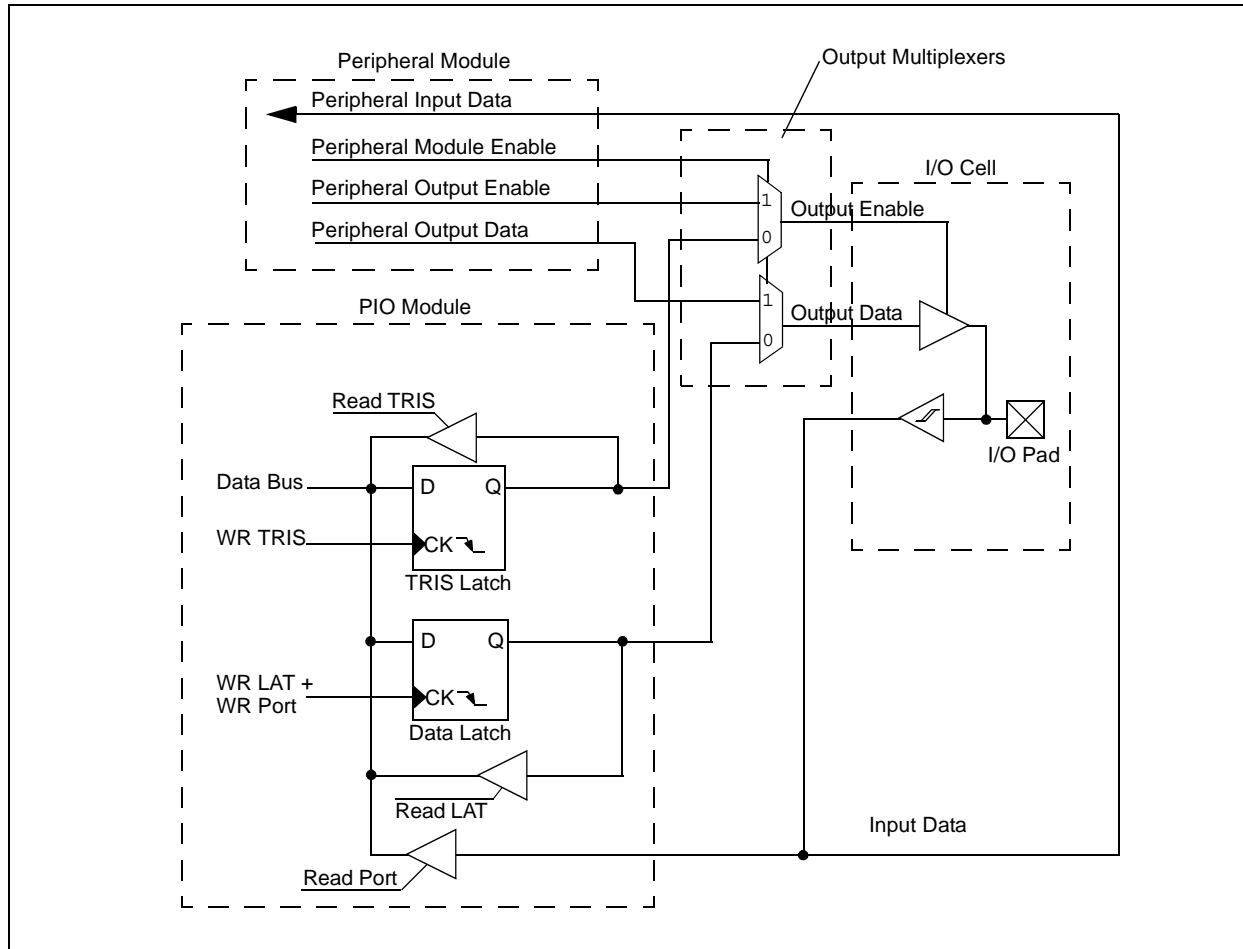 Peripheral Module
Output Multiplexers
Peripheral Input Data
Peripheral Module Enable
I/O Cell
Peripheral Output Enable
1
Output Enable
Peripheral Output Data
0
PIO Module
1
Output Data
0
Read TRIS
I/O Pad
Data Bus
D
Q
WR TRIS
CK
TRIS Latch
D
Q
WR LAT +
WR Port
CK
Data Latch
Read LAT
Input Data
Read Port